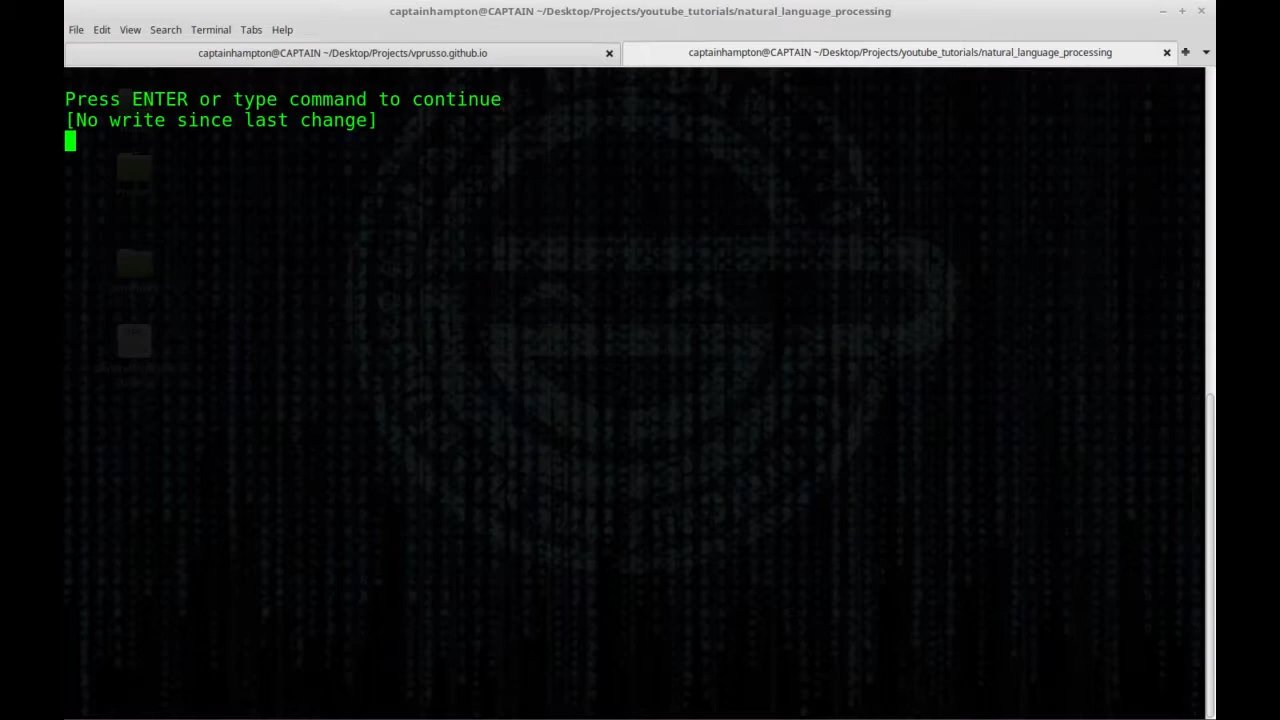 captainhampton@CAPTAIN ~/Desktop/Projects/youtube_tutorials/natural_language_processing
File Edit View Search Terminal Tabs Help
captainhampton@CAPTAIN ~/Desktop/Projects/vprusso.github.io
captainhampton@CAPTAIN ~/Desktop/Projects/youtube_tutorials/natural_language_processing
Press ENTER or type command to continue
[No write since last change]